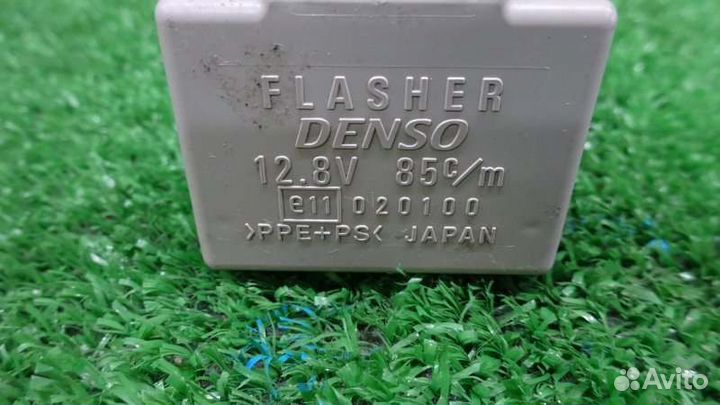 FLASHER
DENSO
12.8V 85c/m
e11 020100
>PPE+PS< JAPAN
Avito